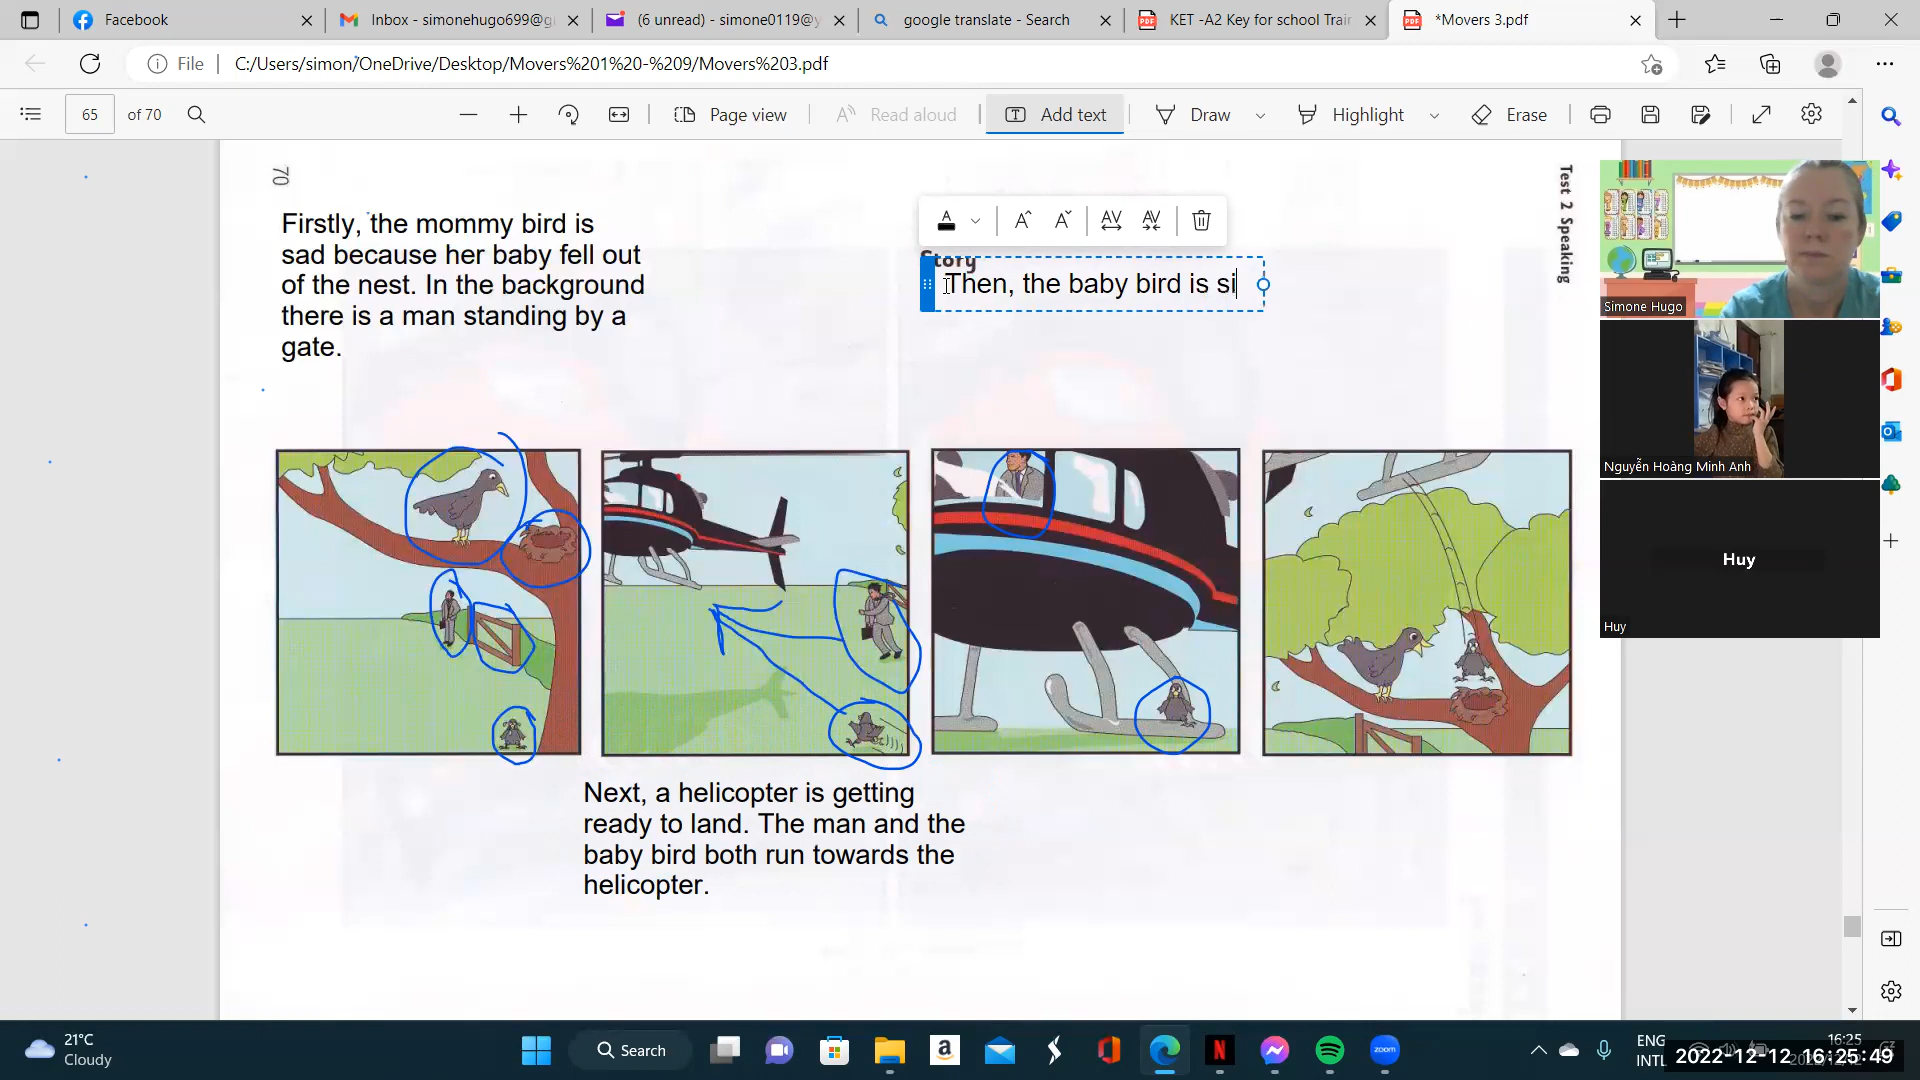 Facebook
Inbox - simonehugo699@g
(6 unread) - simone0119@y
google translate - Search
KET -A2 Key for school Trair
*Movers 3.pdf
File
C:/Users/simon/OneDrive/Desktop/Movers%201%20-%209/Movers%203.pdf
65
of 70
Page view
Read aloud
Add text
Draw
Highlight
Erase
70
Test 2 Speaking
Firstly, the mommy bird is
sad because her baby fell out
of the nest. In the background
there is a man standing by a
gate.
Story
Then, the baby bird is si
Next, a helicopter is getting
ready to land. The man and the
baby bird both run towards the
helicopter.
Simone Hugo
Nguyễn Hoàng Minh Anh
Huy
Huy
21°C
Cloudy
Search
zoom
ENG
INTL
16:25
2022-12-12 16:25:49